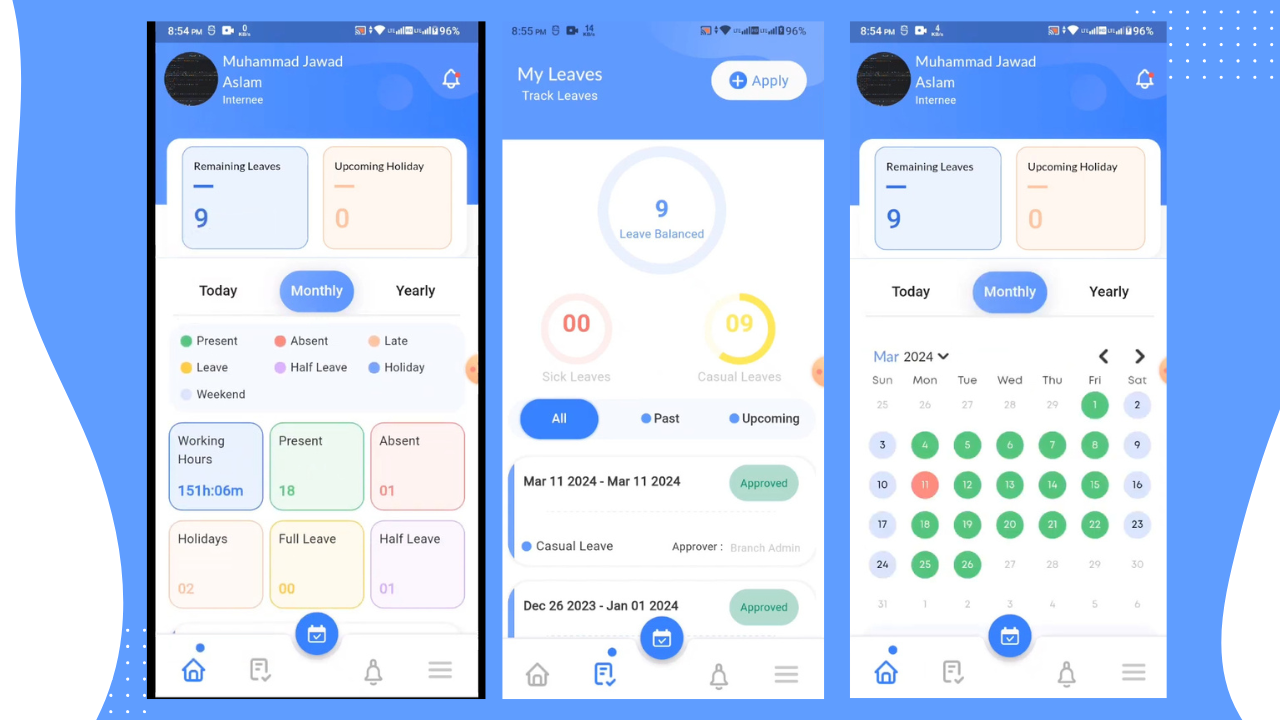 8:54 PM 0 KB/s 96%
Muhammad Jawad
Aslam
Internee
Remaining Leaves Upcoming Holiday
9 0
Today Monthly Yearly
Present Absent Late
Leave Half Leave Holiday
Weekend
Working Present Absent
Hours
151h:06m 18 01
Holidays Full Leave Half Leave
02 00 01
8:55 PM 14 KB/s 96%
My Leaves
Track Leaves
Apply
9
Leave Balanced
00 09
Sick Leaves Casual Leaves
All Past Upcoming
Mar 11 2024 - Mar 11 2024 Approved
Casual Leave Approver : Branch Admin
Dec 26 2023 - Jan 01 2024 Approved
8:54 PM 4 KB/s 96%
Muhammad Jawad
Aslam
Internee
Remaining Leaves Upcoming Holiday
9 0
Today Monthly Yearly
Mar 2024
Sun Mon Tue Wed Thu Fri Sat
25 26 27 28 29 1 2
3 4 5 6 7 8 9
10 11 12 13 14 15 16
17 18 19 20 21 22 23
24 25 26 27 28 29 30
31 1 2 3 4 5 6